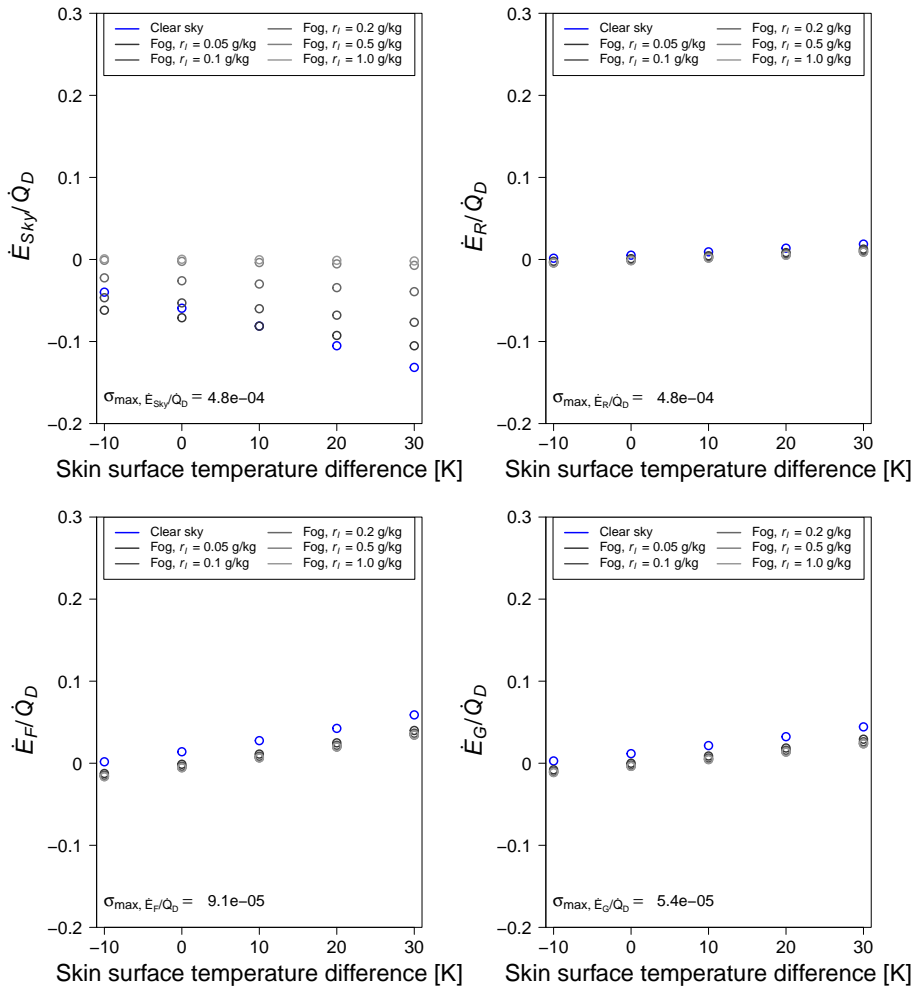 0.3
0.2
0.1
0
−0.1
−0.2
Ė_Sky/Q̇_D
Clear sky
Fog, r_l = 0.05 g/kg
Fog, r_l = 0.1 g/kg
Fog, r_l = 0.2 g/kg
Fog, r_l = 0.5 g/kg
Fog, r_l = 1.0 g/kg
σ_max, Ė_Sky/Q̇_D = 4.8e−04
−10 0 10 20 30
Skin surface temperature difference [K]
0.3
0.2
0.1
0
−0.1
−0.2
Ė_R/Q̇_D
Clear sky
Fog, r_l = 0.05 g/kg
Fog, r_l = 0.1 g/kg
Fog, r_l = 0.2 g/kg
Fog, r_l = 0.5 g/kg
Fog, r_l = 1.0 g/kg
σ_max, Ė_R/Q̇_D = 4.8e−04
−10 0 10 20 30
Skin surface temperature difference [K]
0.3
0.2
0.1
0
−0.1
−0.2
Ė_F/Q̇_D
Clear sky
Fog, r_l = 0.05 g/kg
Fog, r_l = 0.1 g/kg
Fog, r_l = 0.2 g/kg
Fog, r_l = 0.5 g/kg
Fog, r_l = 1.0 g/kg
σ_max, Ė_F/Q̇_D = 9.1e−05
−10 0 10 20 30
Skin surface temperature difference [K]
0.3
0.2
0.1
0
−0.1
−0.2
Ė_G/Q̇_D
Clear sky
Fog, r_l = 0.05 g/kg
Fog, r_l = 0.1 g/kg
Fog, r_l = 0.2 g/kg
Fog, r_l = 0.5 g/kg
Fog, r_l = 1.0 g/kg
σ_max, Ė_G/Q̇_D = 5.4e−05
−10 0 10 20 30
Skin surface temperature difference [K]